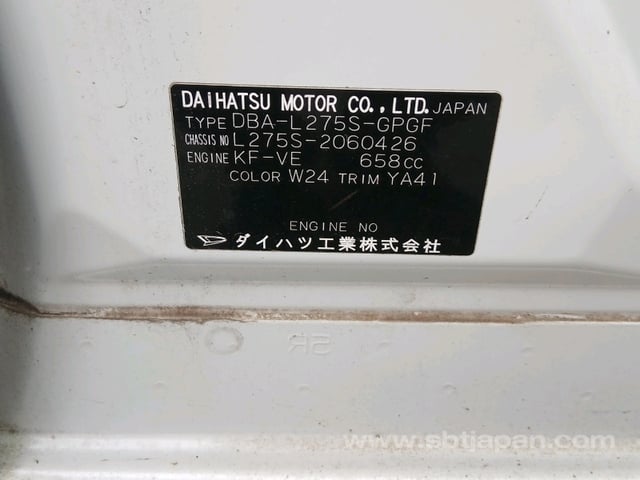 DAIHATSU MOTOR CO., LTD. JAPAN
TYPE DBA-L275S-GPGF
CHASSIS NO L275S-2060426
ENGINE KF-VE 658CC
COLOR W24 TRIM YA41
ENGINE NO
ダイハツ工業株式会社
SR
www.sbtjapan.com